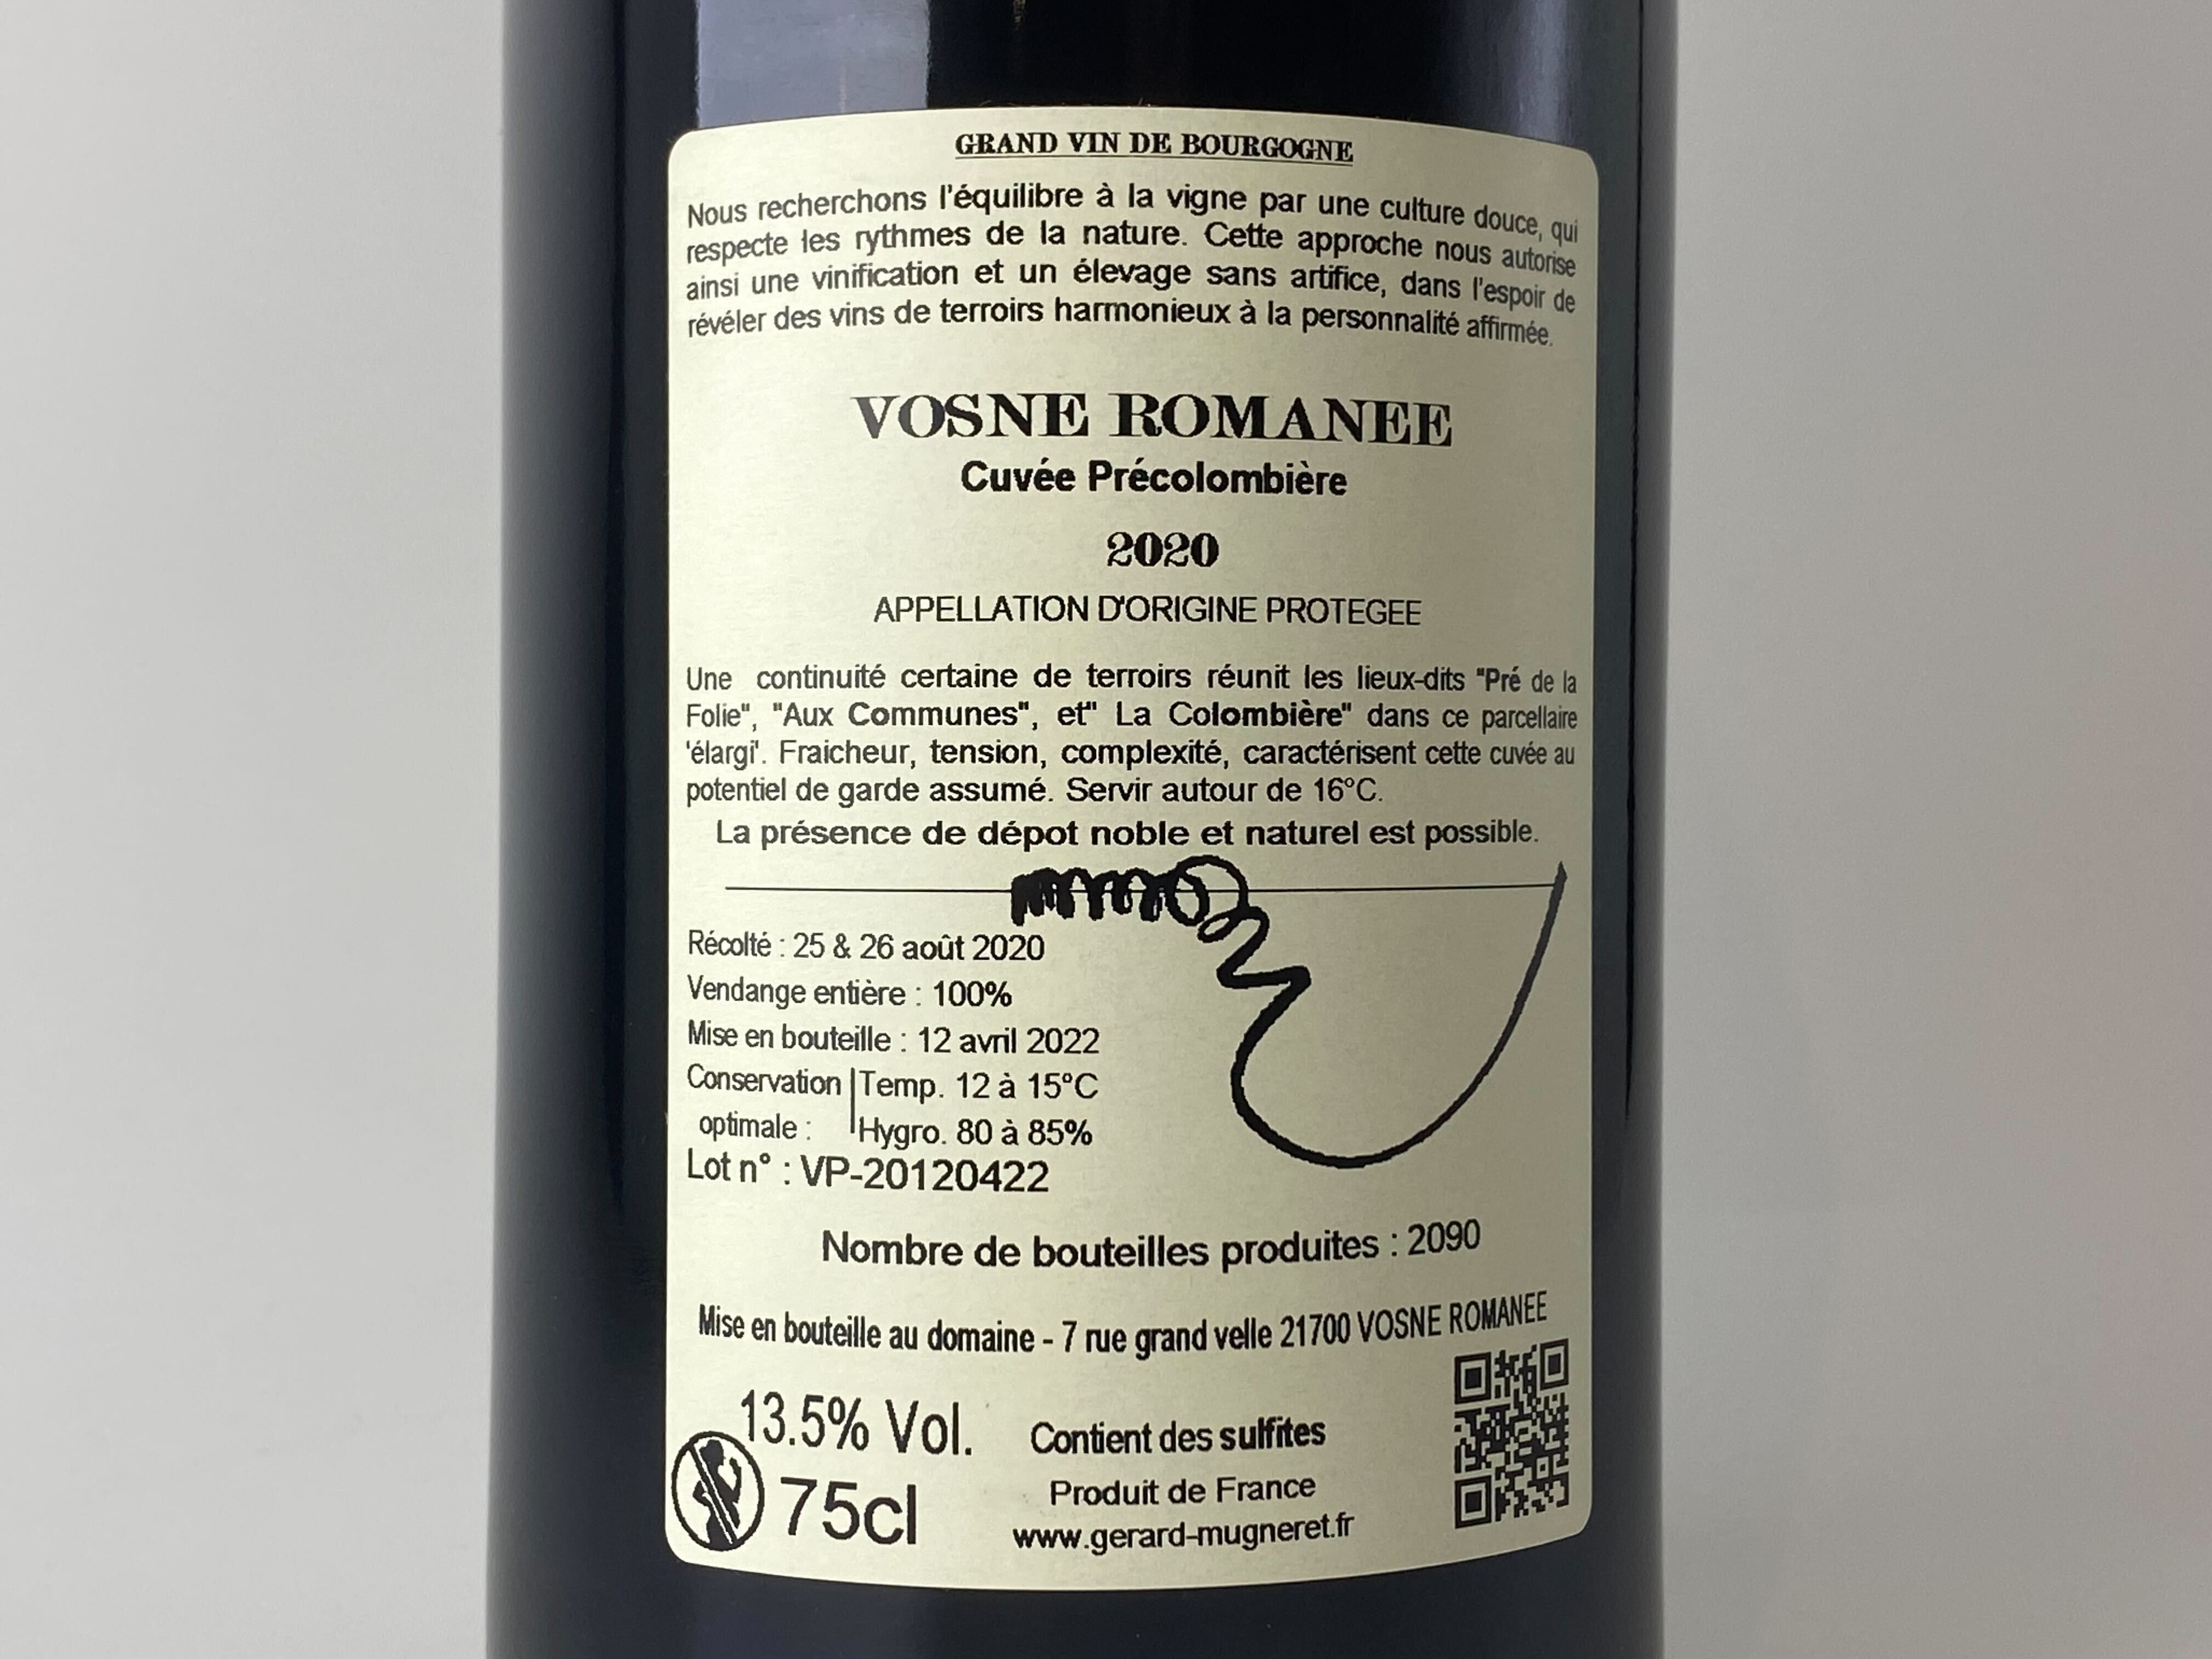 GRAND VIN DE BOURGOGNE
Nous recherchons l'équilibre à la vigne par une culture douce, qui
respecte les rythmes de la nature. Cette approche nous autorise
ainsi une vinification et un élevage sans artifice, dans l'espoir de
révéler des vins de terroirs harmonieux à la personnalité affirmée.
VOSNE ROMANEE
Cuvée Précolombière
2020
APPELLATION D'ORIGINE PROTEGEE
Une continuité certaine de terroirs réunit les lieux-dits "Pré de la
Folie", "Aux Communes", et" La Colombière" dans ce parcellaire
'élargi'. Fraicheur, tension, complexité, caractérisent cette cuvée au
potentiel de garde assumé. Servir autour de 16°C.
La présence de dépot noble et naturel est possible.
Récolté : 25 & 26 août 2020
Vendange entière : 100%
Mise en bouteille : 12 avril 2022
Conservation Temp. 12 à 15°C
optimale : Hygro. 80 à 85%
Lot n° : VP-20120422
Nombre de bouteilles produites : 2090
Mise en bouteille au domaine - 7 rue grand velle 21700 VOSNE ROMANEE
13.5% Vol.
Contient des sulfites
75cl
Produit de France
www.gerard-mugneret.fr